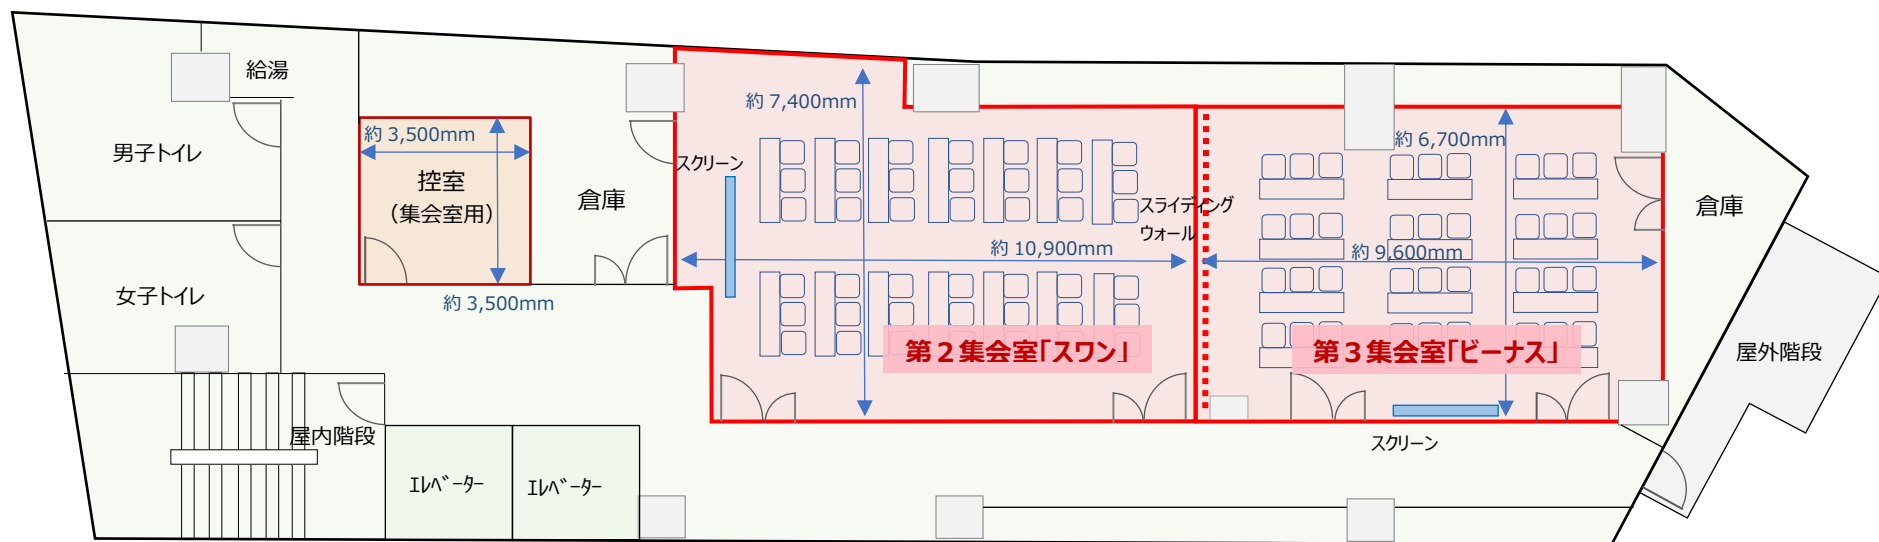 給湯
男子トイレ
約 3,500mm
控室
（集会室用）
女子トイレ
約 3,500mm
倉庫
屋内階段
エレベーター
エレベーター
スクリーン
約 7,400mm
約 10,900mm
第２集会室「スワン」
スライディング
ウォール
約 6,700mm
約 9,600mm
第３集会室「ビーナス」
スクリーン
倉庫
屋外階段